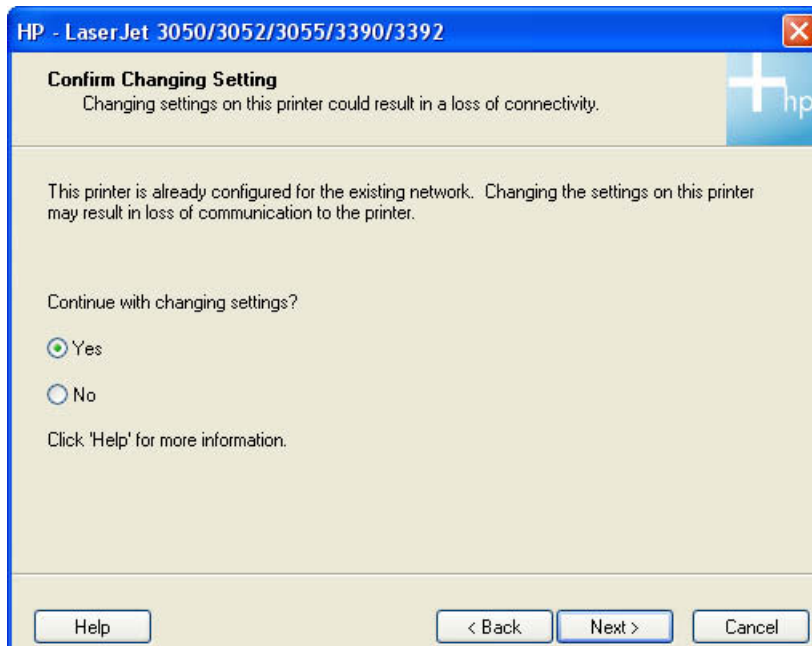 HP - LaserJet 3050/3052/3055/3390/3392
Confirm Changing Setting
Changing settings on this printer could result in a loss of connectivity.
hp
This printer is already configured for the existing network. Changing the settings on this printer
may result in loss of communication to the printer.
Continue with changing settings?
Yes
No
Click 'Help' for more information.
Help
< Back
Next >
Cancel